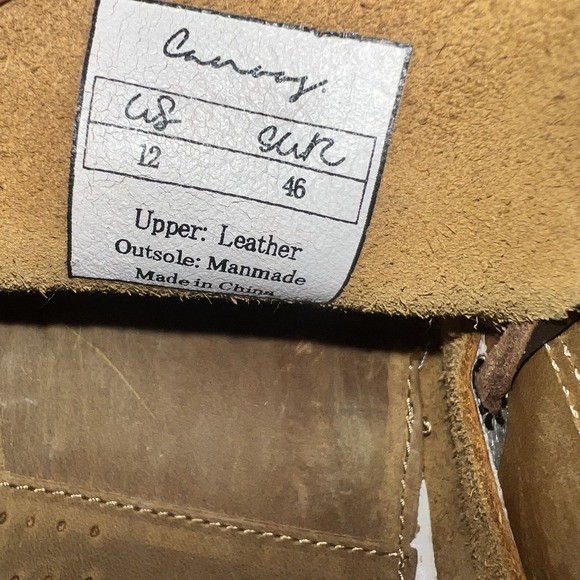 US EUR
12 46
Upper: Leather
Outsole: Manmade
Made in China